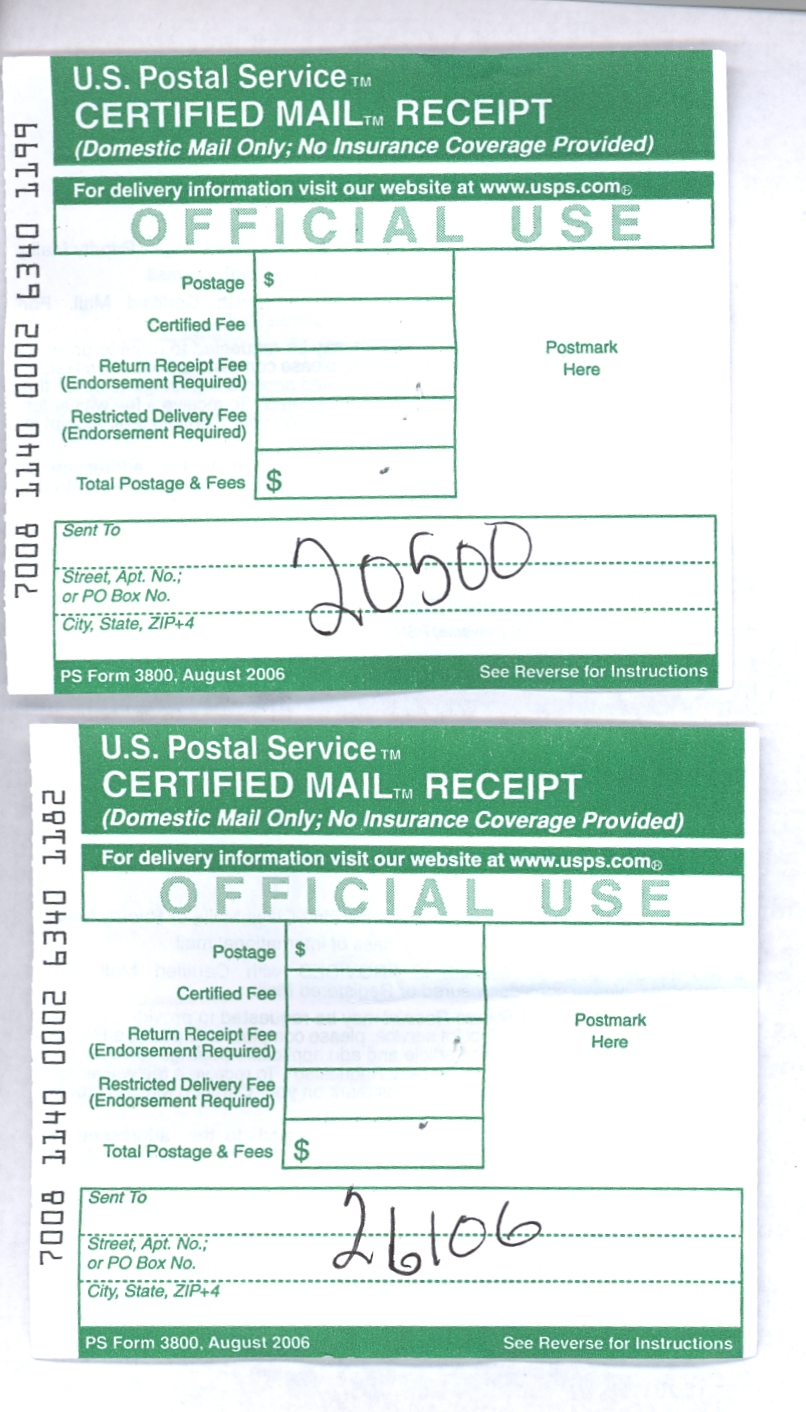 U.S. Postal Service™
CERTIFIED MAIL™ RECEIPT
(Domestic Mail Only; No Insurance Coverage Provided)
For delivery information visit our website at www.usps.com®
OFFICIAL USE
Postage $
Certified Fee
Return Receipt Fee
(Endorsement Required)
Restricted Delivery Fee
(Endorsement Required)
Total Postage & Fees $
Postmark
Here
7008 1140 0002 6340 1199
Sent To
20500
Street, Apt. No.;
or PO Box No.
City, State, ZIP+4
PS Form 3800, August 2006 See Reverse for Instructions
U.S. Postal Service™
CERTIFIED MAIL™ RECEIPT
(Domestic Mail Only; No Insurance Coverage Provided)
For delivery information visit our website at www.usps.com®
OFFICIAL USE
Postage $
Certified Fee
Return Receipt Fee
(Endorsement Required)
Restricted Delivery Fee
(Endorsement Required)
Total Postage & Fees $
Postmark
Here
7008 1140 0002 6340 1182
Sent To
26106
Street, Apt. No.;
or PO Box No.
City, State, ZIP+4
PS Form 3800, August 2006 See Reverse for Instructions